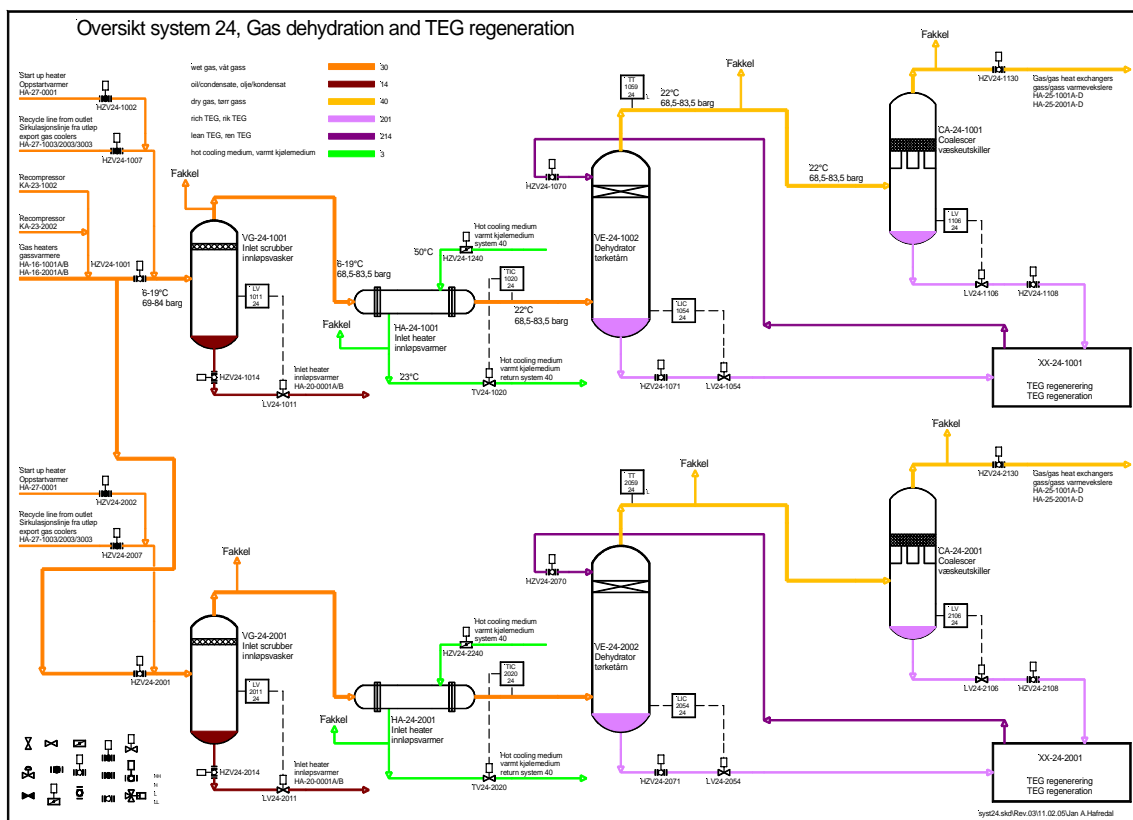 Oversikt system 24, Gas dehydration and TEG regeneration
wet gas, våt gass
30
oil/condensate, olje/kondensat
14
dry gas, tørr gass
40
rich TEG, rik TEG
201
lean TEG, ren TEG
214
hot cooling medium, varmt kjølemedium
3
Start up heater
Oppstartvarmer
HA-27-0001
HZV24-1002
Recycle line from outlet
Sirkulasjonslinje fra utløp
export gas coolers
HA-27-1003/2003/3003
HZV24-1007
Recompressor
KA-23-1002
Recompressor
KA-23-2002
Gas heaters
gassvarmere
HA-16-1001A/B
HA-16-2001A/B
HZV24-1001
6-19°C
69-84 barg
Fakkel
VG-24-1001
Inlet scrubber
innløpsvasker
LV
1011
24
HZV24-1014
LV24-1011
Inlet heater
innløpsvarmer
HA-20-0001A/B
6-19°C
68,5-83,5 barg
Fakkel
50°C
Hot cooling medium
varmt kjølemedium
system 40
HZV24-1240
HA-24-1001
Inlet heater
innløpsvarmer
23°C
TIC
1020
24
22°C
68,5-83,5 barg
Hot cooling medium
varmt kjølemedium
return system 40
TV24-1020
HZV24-1070
TT
1059
24
22°C
68,5-83,5 barg
Fakkel
VE-24-1002
Dehydrator
tørketårn
LIC
1054
24
HZV24-1071
LV24-1054
22°C
68,5-83,5 barg
Fakkel
HZV24-1130
Gas/gas heat exchangers
gass/gass varmevekslere
HA-25-1001A-D
HA-25-2001A-D
CA-24-1001
Coalescer
væskeutskiller
LV
1106
24
LV24-1106
HZV24-1108
XX-24-1001
TEG regenerering
TEG regeneration
Start up heater
Oppstartvarmer
HA-27-0001
HZV24-2002
Recycle line from outlet
Sirkulasjonslinje fra utløp
export gas coolers
HA-27-1003/2003/3003
HZV24-2007
HZV24-2001
Fakkel
VG-24-2001
Inlet scrubber
innløpsvasker
LV
2011
24
HZV24-2014
LV24-2011
Inlet heater
innløpsvarmer
HA-20-0001A/B
Fakkel
Hot cooling medium
varmt kjølemedium
system 40
HZV24-2240
HA-24-2001
Inlet heater
innløpsvarmer
TIC
2020
24
Hot cooling medium
varmt kjølemedium
return system 40
TV24-2020
HZV24-2070
TT
2059
24
Fakkel
VE-24-2002
Dehydrator
tørketårn
LIC
2054
24
HZV24-2071
LV24-2054
Fakkel
HZV24-2130
Gas/gas heat exchangers
gass/gass varmevekslere
HA-25-1001A-D
HA-25-2001A-D
CA-24-2001
Coalescer
væskeutskiller
LV
2106
24
LV24-2106
HZV24-2108
XX-24-2001
TEG regenerering
TEG regeneration
syst24.skd\Rev.03\11.02.05\Jan A.Hafredal